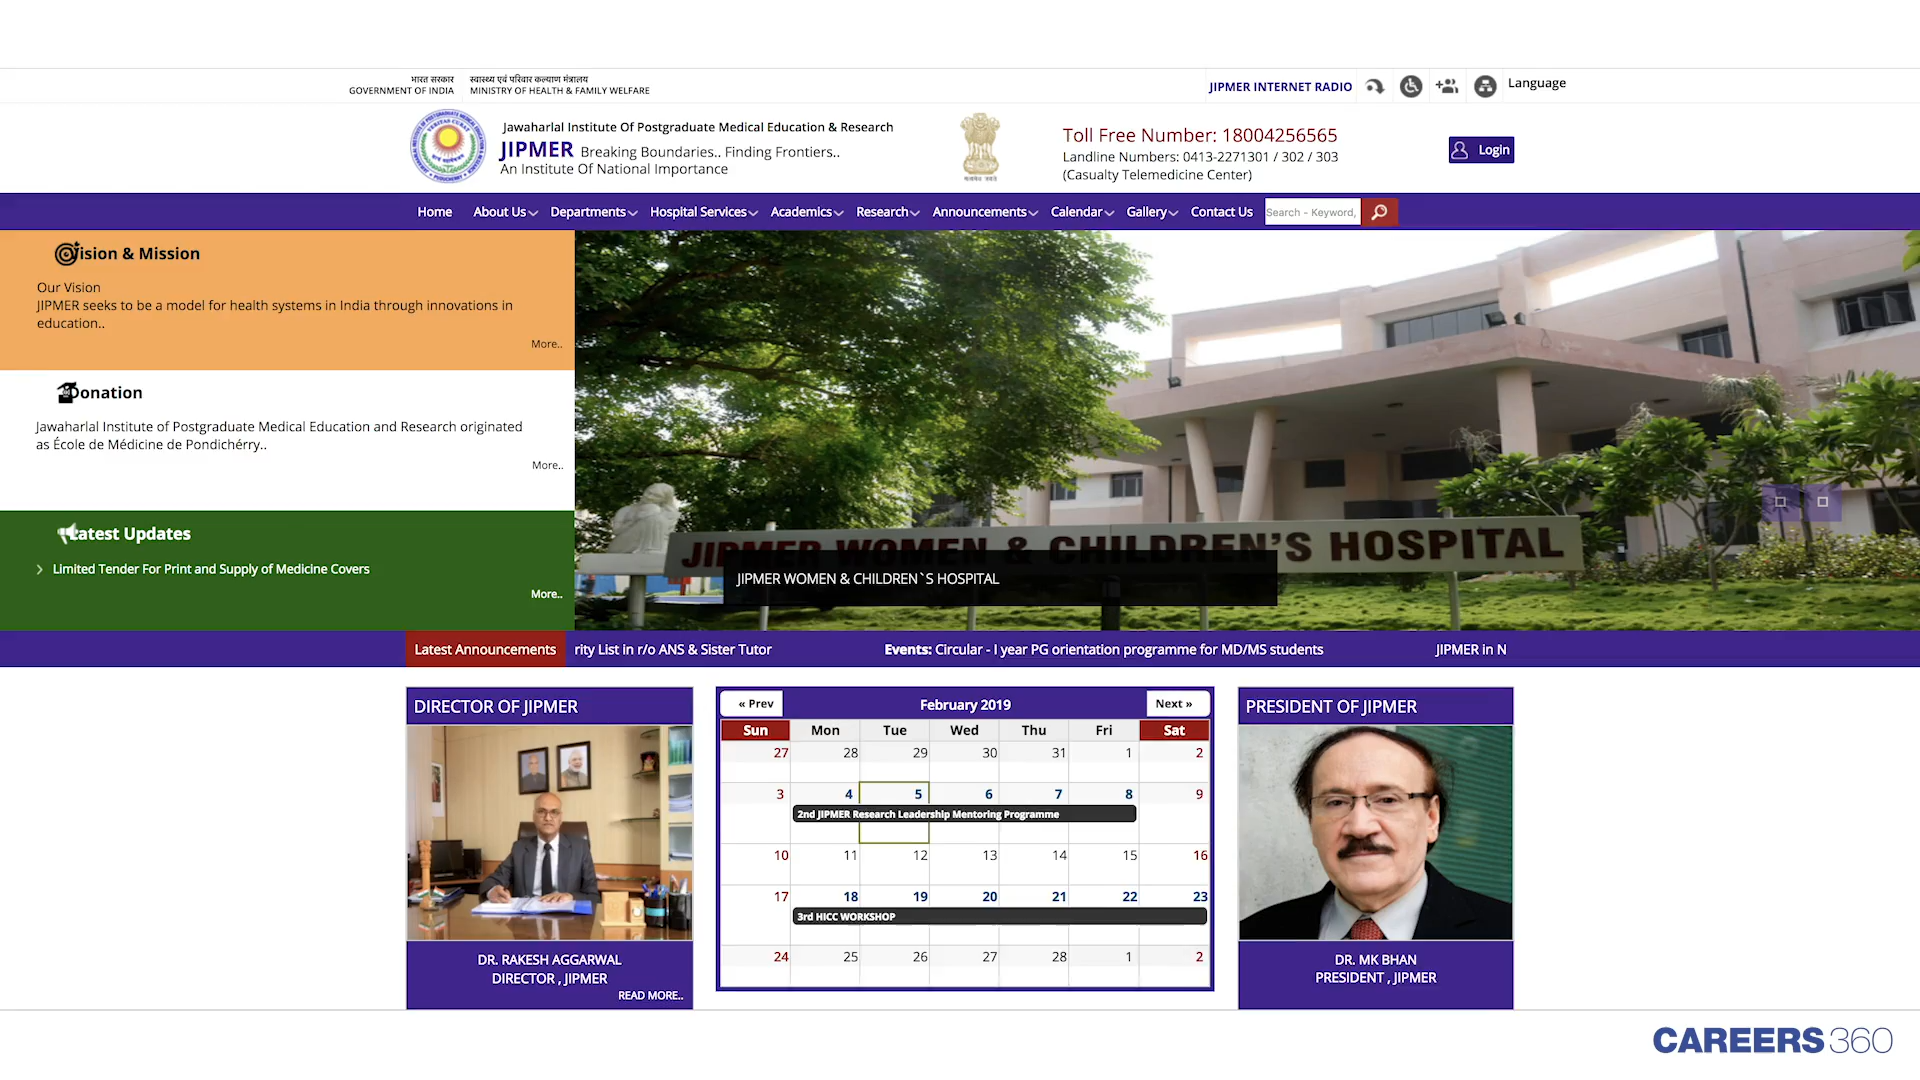 भारत सरकार
GOVERNMENT OF INDIA
स्वास्थ्य एवं परिवार कल्याण मंत्रालय
MINISTRY OF HEALTH & FAMILY WELFARE
JIPMER INTERNET RADIO
Language
Jawaharlal Institute Of Postgraduate Medical Education & Research
JIPMER Breaking Boundaries.. Finding Frontiers..
An Institute Of National Importance
Toll Free Number: 18004256565
Landline Numbers: 0413-2271301 / 302 / 303
(Casualty Telemedicine Center)
Login
Home About Us Departments Hospital Services Academics Research Announcements Calendar Gallery Contact Us Search - Keyword,
Vision & Mission
Our Vision
JIPMER seeks to be a model for health systems in India through innovations in
education..
More..
Donation
Jawaharlal Institute of Postgraduate Medical Education and Research originated
as École de Médicine de Pondichérry..
More..
Latest Updates
Limited Tender For Print and Supply of Medicine Covers
More..
JIPMER WOMEN & CHILDREN'S HOSPITAL
JIPMER WOMEN & CHILDREN`S HOSPITAL
Latest Announcements rity List in r/o ANS & Sister Tutor Events: Circular - I year PG orientation programme for MD/MS students JIPMER in N
DIRECTOR OF JIPMER
DR. RAKESH AGGARWAL
DIRECTOR , JIPMER
READ MORE..
« Prev February 2019 Next »
Sun Mon Tue Wed Thu Fri Sat
27 28 29 30 31 1 2
3 4 5 6 7 8 9
2nd JIPMER Research Leadership Mentoring Programme
10 11 12 13 14 15 16
17 18 19 20 21 22 23
3rd HICC WORKSHOP
24 25 26 27 28 1 2
PRESIDENT OF JIPMER
DR. MK BHAN
PRESIDENT , JIPMER
CAREERS360